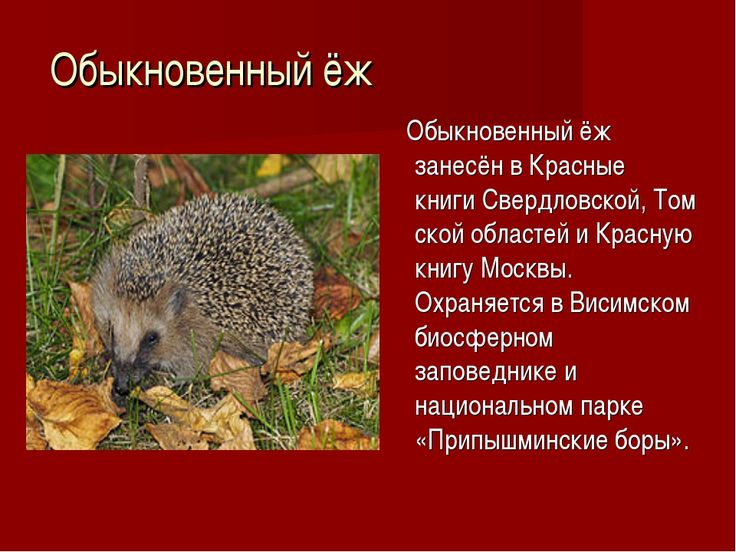 Обыкновенный ёж
Обыкновенный ёж
занесён в Красные
книги Свердловской, Том
ской областей и Красную
книгу Москвы.
Охраняется в Висимском
биосферном
заповеднике и
национальном парке
«Припышминские боры».